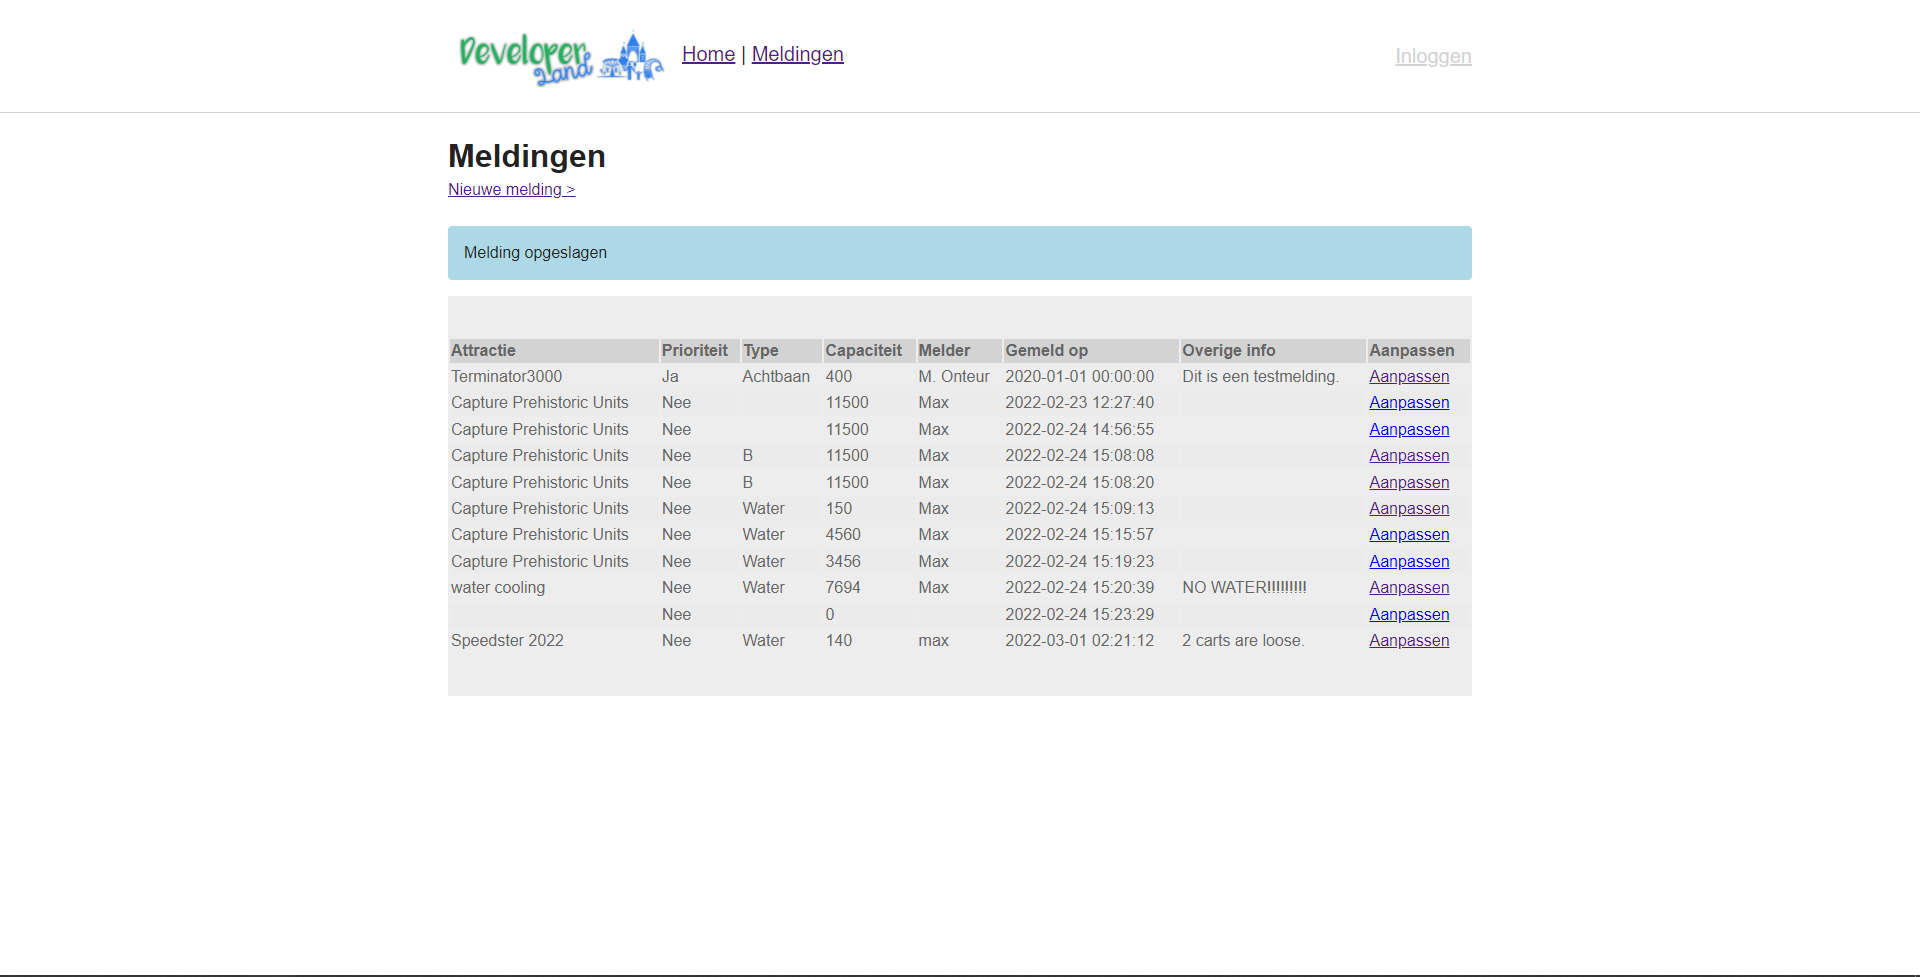 Developer Land
Home | Meldingen
Inloggen
Meldingen
Nieuwe melding >
Melding opgeslagen
Attractie Prioriteit Type Capaciteit Melder Gemeld op Overige info Aanpassen
Terminator3000 Ja Achtbaan 400 M. Onteur 2020-01-01 00:00:00 Dit is een testmelding. Aanpassen
Capture Prehistoric Units Nee 11500 Max 2022-02-23 12:27:40 Aanpassen
Capture Prehistoric Units Nee 11500 Max 2022-02-24 14:56:55 Aanpassen
Capture Prehistoric Units Nee B 11500 Max 2022-02-24 15:08:08 Aanpassen
Capture Prehistoric Units Nee B 11500 Max 2022-02-24 15:08:20 Aanpassen
Capture Prehistoric Units Nee Water 150 Max 2022-02-24 15:09:13 Aanpassen
Capture Prehistoric Units Nee Water 4560 Max 2022-02-24 15:15:57 Aanpassen
Capture Prehistoric Units Nee Water 3456 Max 2022-02-24 15:19:23 Aanpassen
water cooling Nee Water 7694 Max 2022-02-24 15:20:39 NO WATER!!!!!!!!! Aanpassen
Nee 0 2022-02-24 15:23:29 Aanpassen
Speedster 2022 Nee Water 140 max 2022-03-01 02:21:12 2 carts are loose. Aanpassen